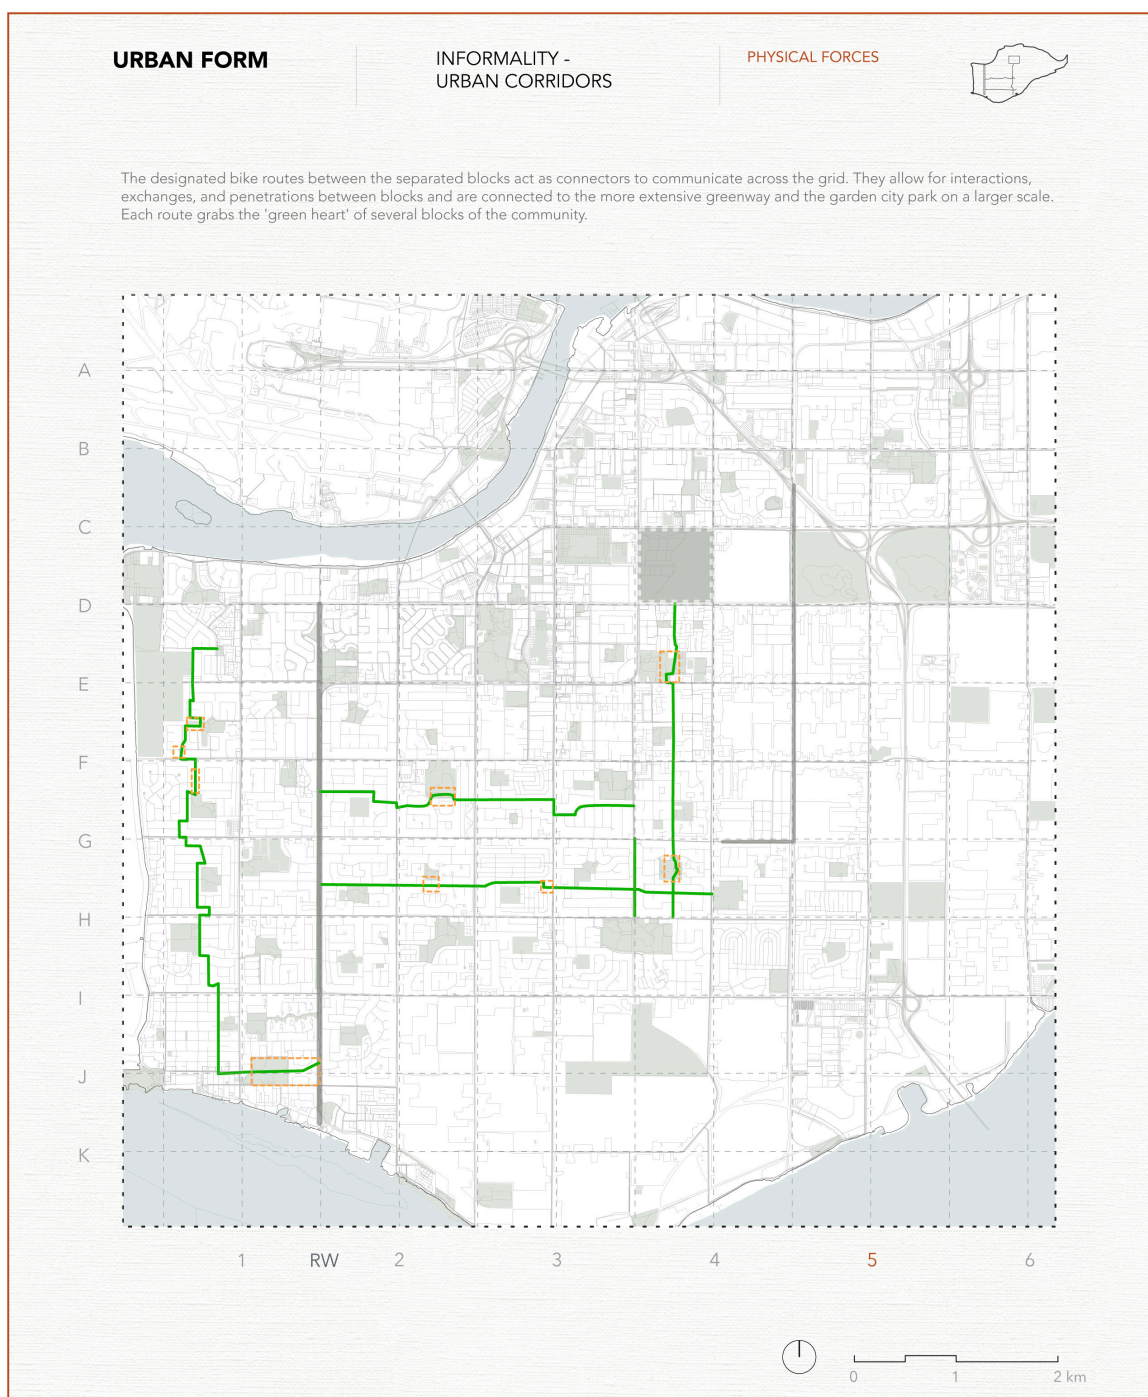 URBAN FORM
INFORMALITY -
URBAN CORRIDORS
PHYSICAL FORCES
The designated bike routes between the separated blocks act as connectors to communicate across the grid. They allow for interactions,
exchanges, and penetrations between blocks and are connected to the more extensive greenway and the garden city park on a larger scale.
Each route grabs the 'green heart' of several blocks of the community.
A
B
C
D
E
F
G
H
I
J
K
1
RW
2
3
4
5
6
0
1
2 km